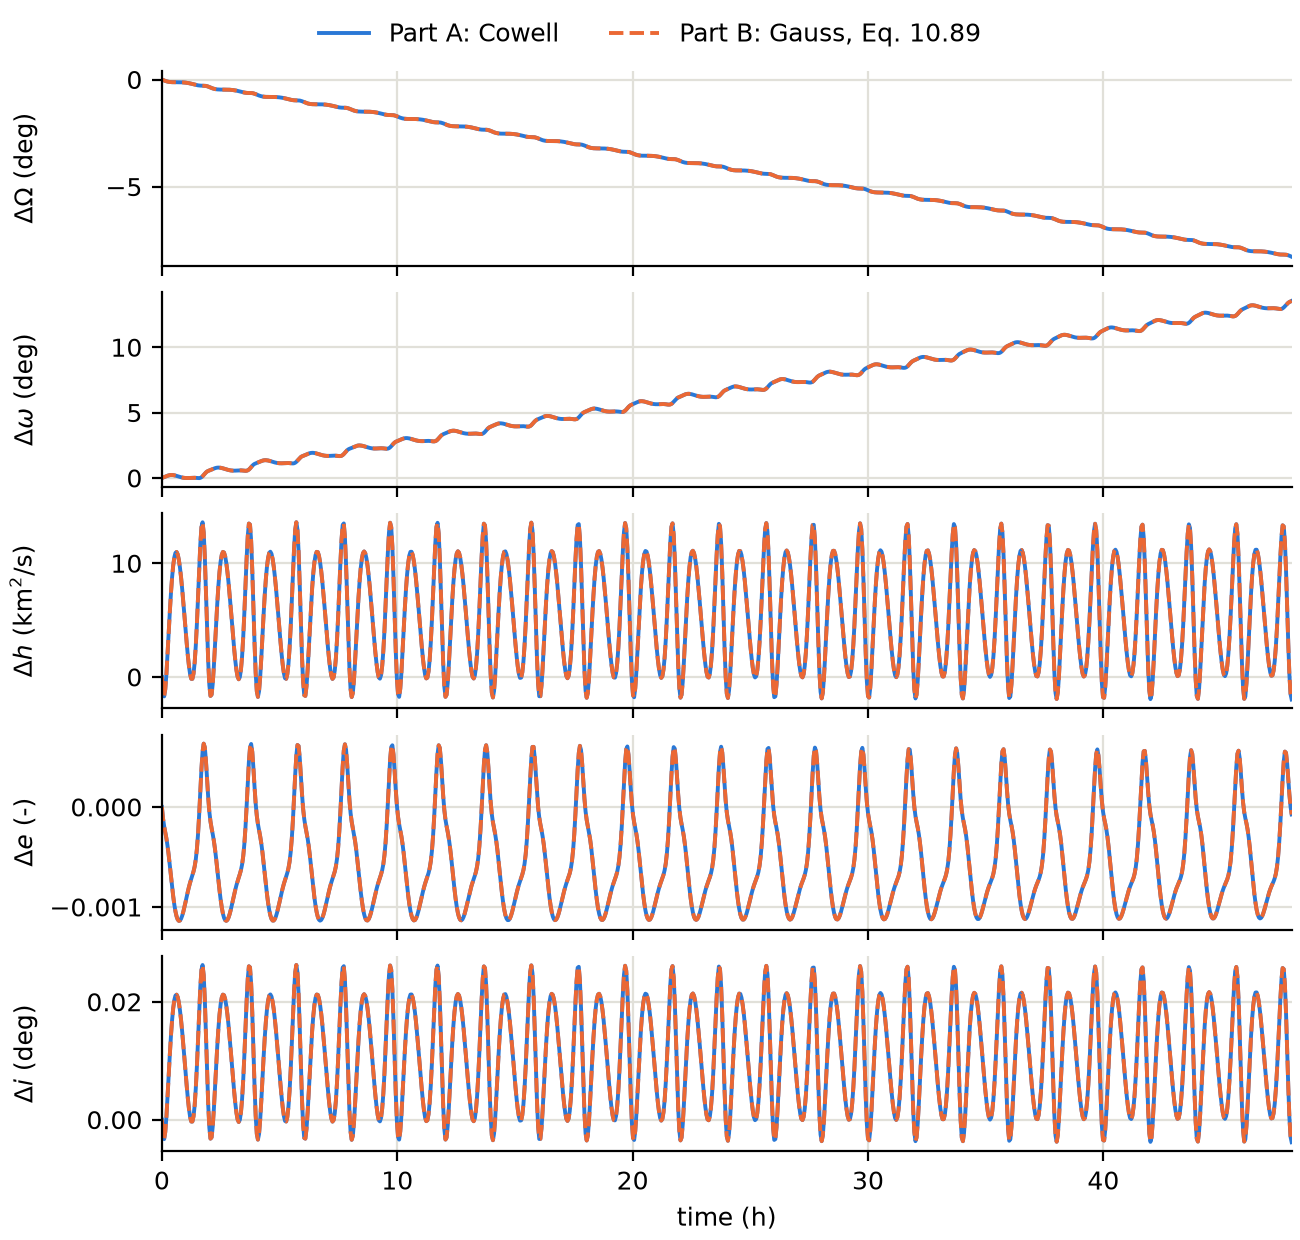 Part A: Cowell Part B: Gauss, Eq. 10.89
0
−5
ΔΩ (deg)
10
5
0
Δω (deg)
10
0
Δh (km²/s)
0.000
−0.001
Δe (-)
0.02
0.00
Δi (deg)
0 10 20 30 40
time (h)